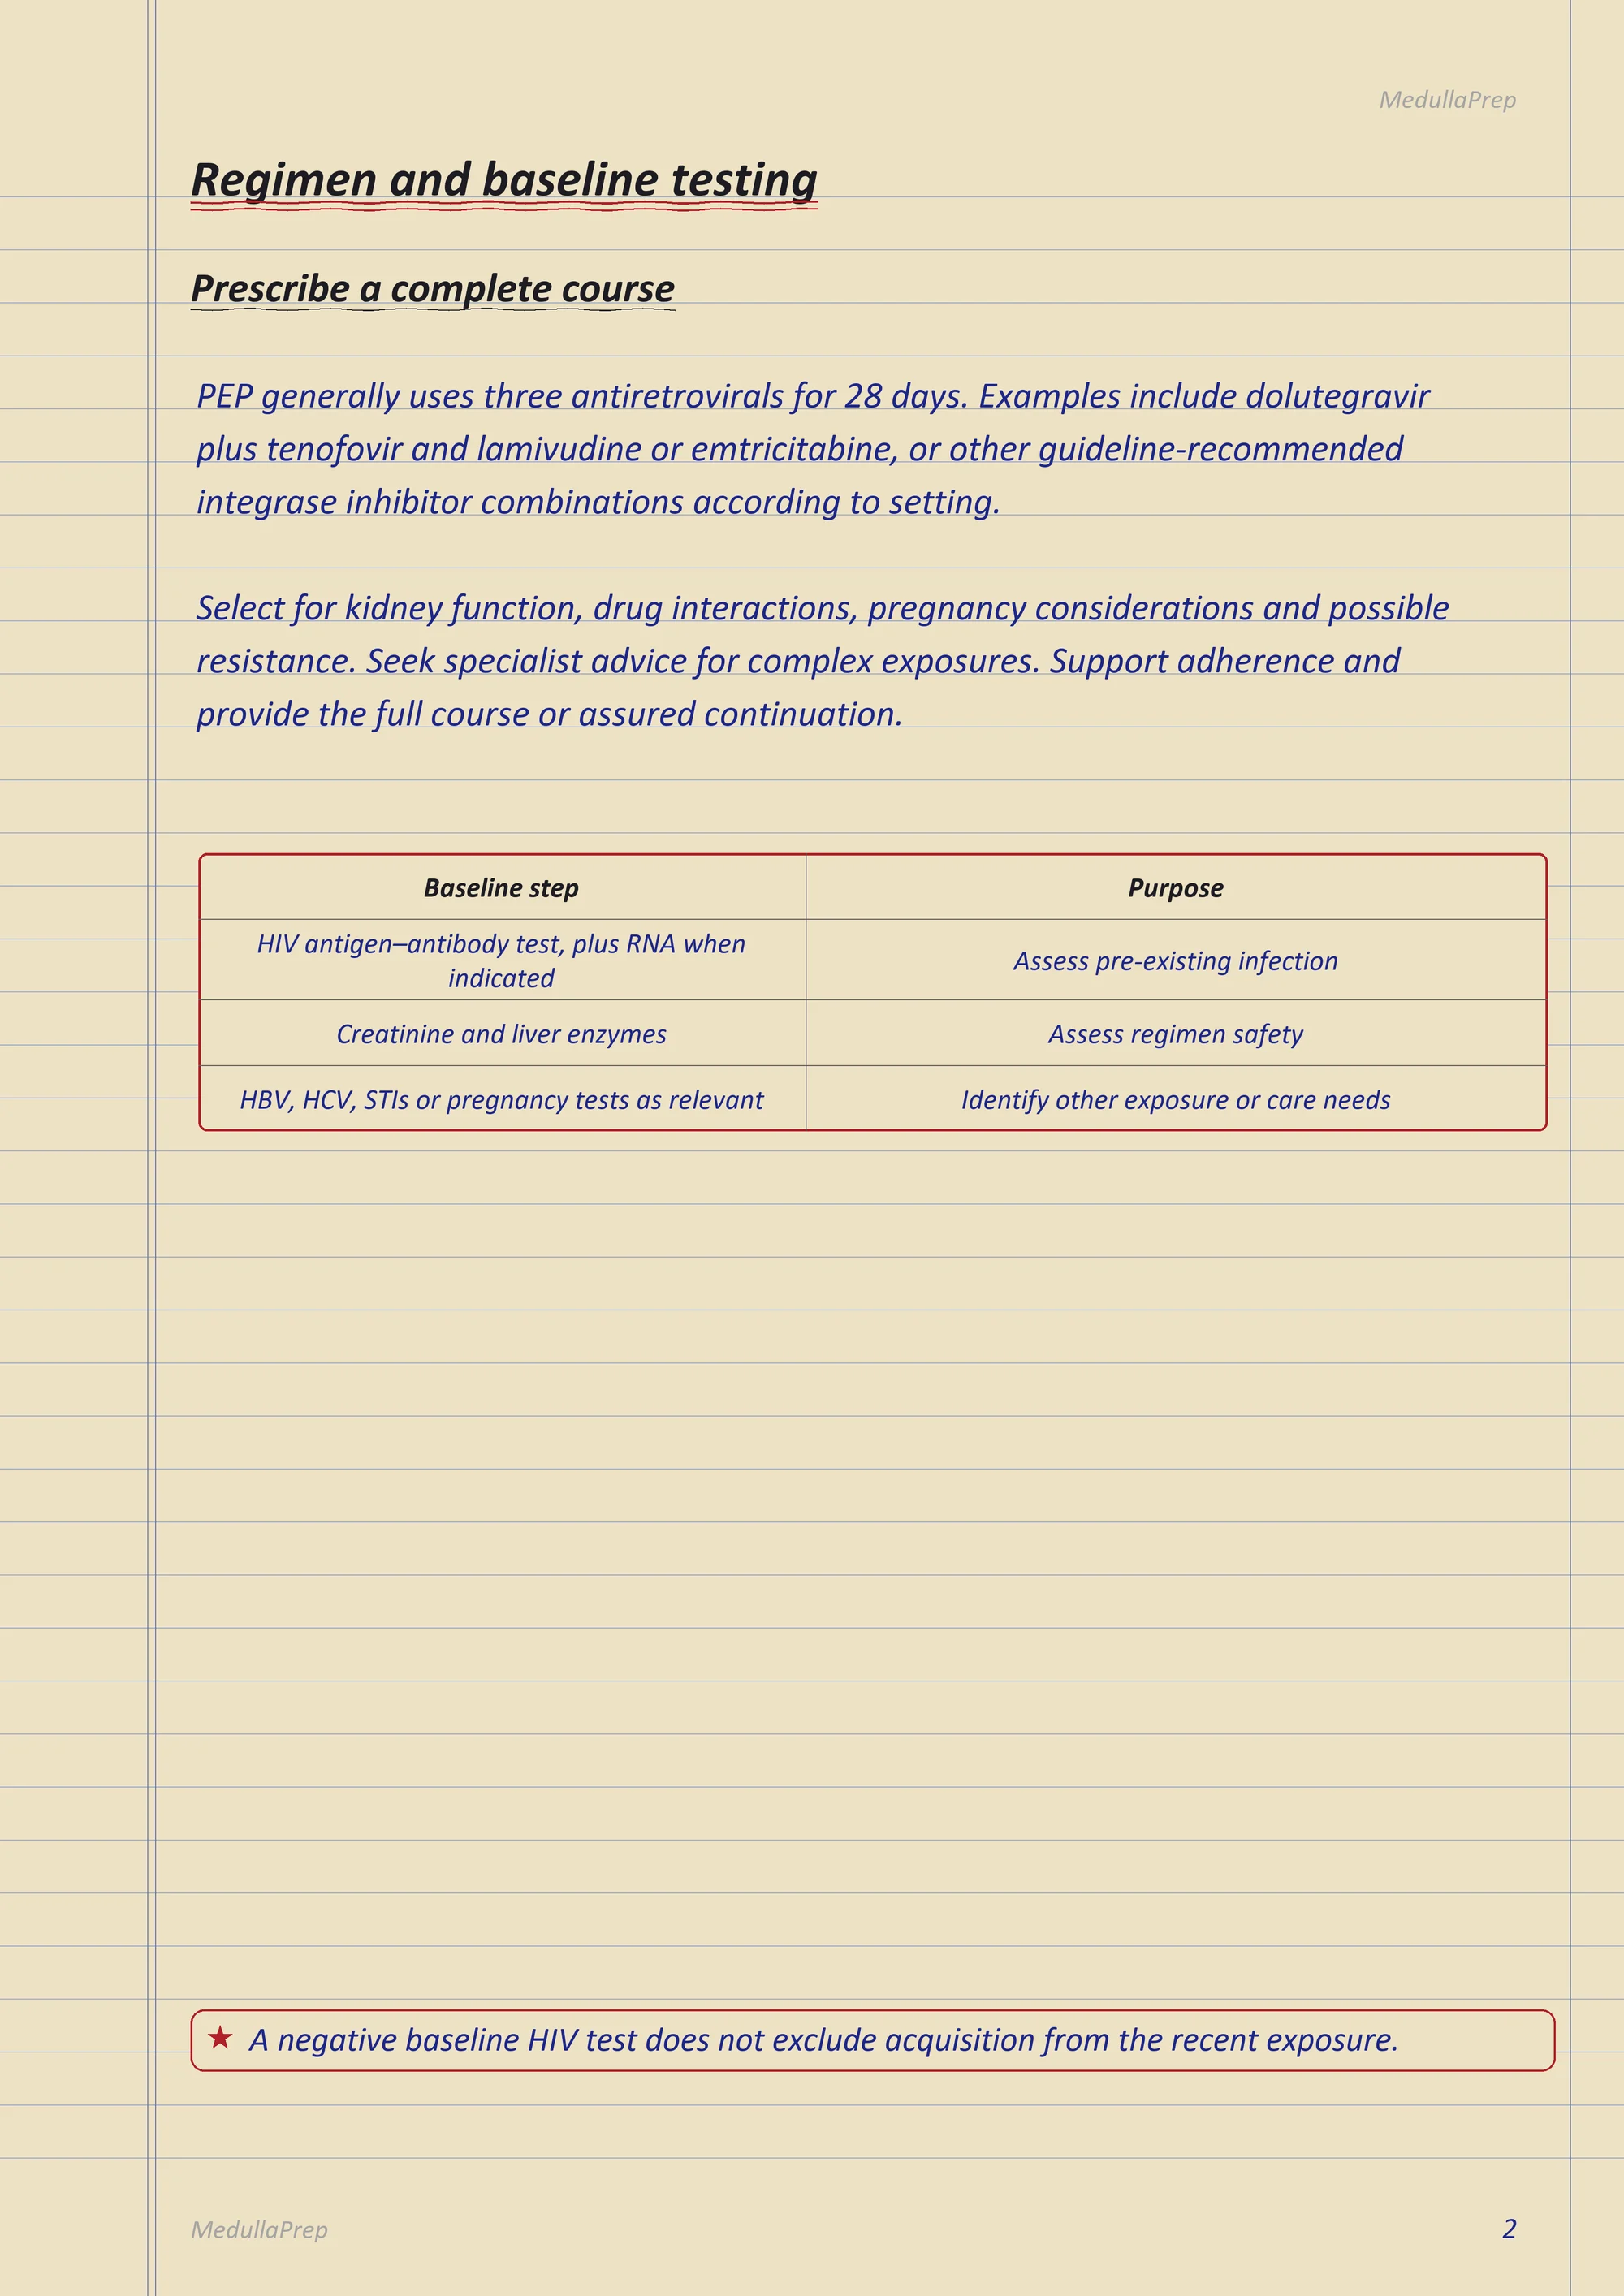 MedullaPrep
Regimen and baseline testing
Prescribe a complete course
PEP generally uses three antiretrovirals for 28 days. Examples include dolutegravir
plus tenofovir and lamivudine or emtricitabine, or other guideline-recommended
integrase inhibitor combinations according to setting.
Select for kidney function, drug interactions, pregnancy considerations and possible
resistance. Seek specialist advice for complex exposures. Support adherence and
provide the full course or assured continuation.
Baseline step Purpose
HIV antigen–antibody test, plus RNA when
indicated Assess pre-existing infection
Creatinine and liver enzymes Assess regimen safety
HBV, HCV, STIs or pregnancy tests as relevant Identify other exposure or care needs
★ A negative baseline HIV test does not exclude acquisition from the recent exposure.
MedullaPrep 2